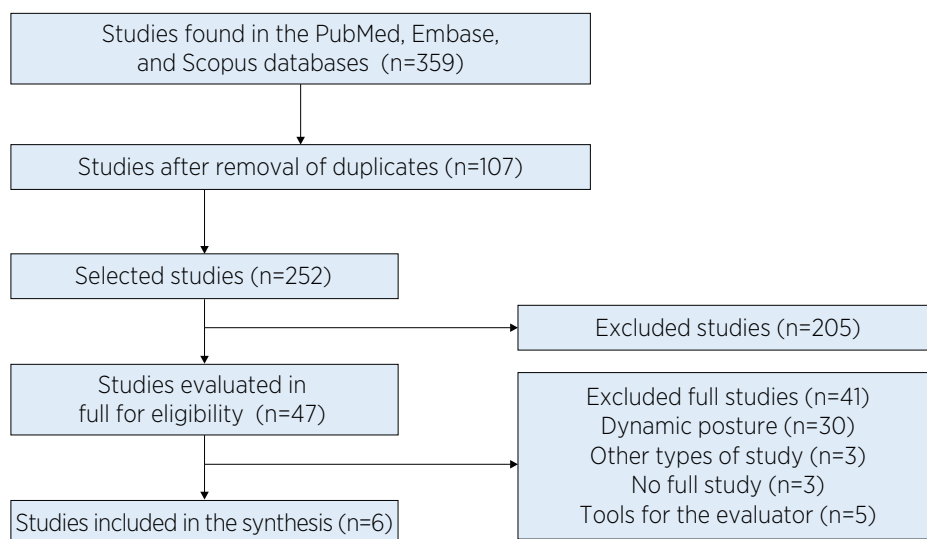 Studies found in the PubMed, Embase,
and Scopus databases (n=359)
Studies after removal of duplicates (n=107)
Selected studies (n=252)
Excluded studies (n=205)
Studies evaluated in
full for eligibility (n=47)
Excluded full studies (n=41)
Dynamic posture (n=30)
Other types of study (n=3)
No full study (n=3)
Tools for the evaluator (n=5)
Studies included in the synthesis (n=6)